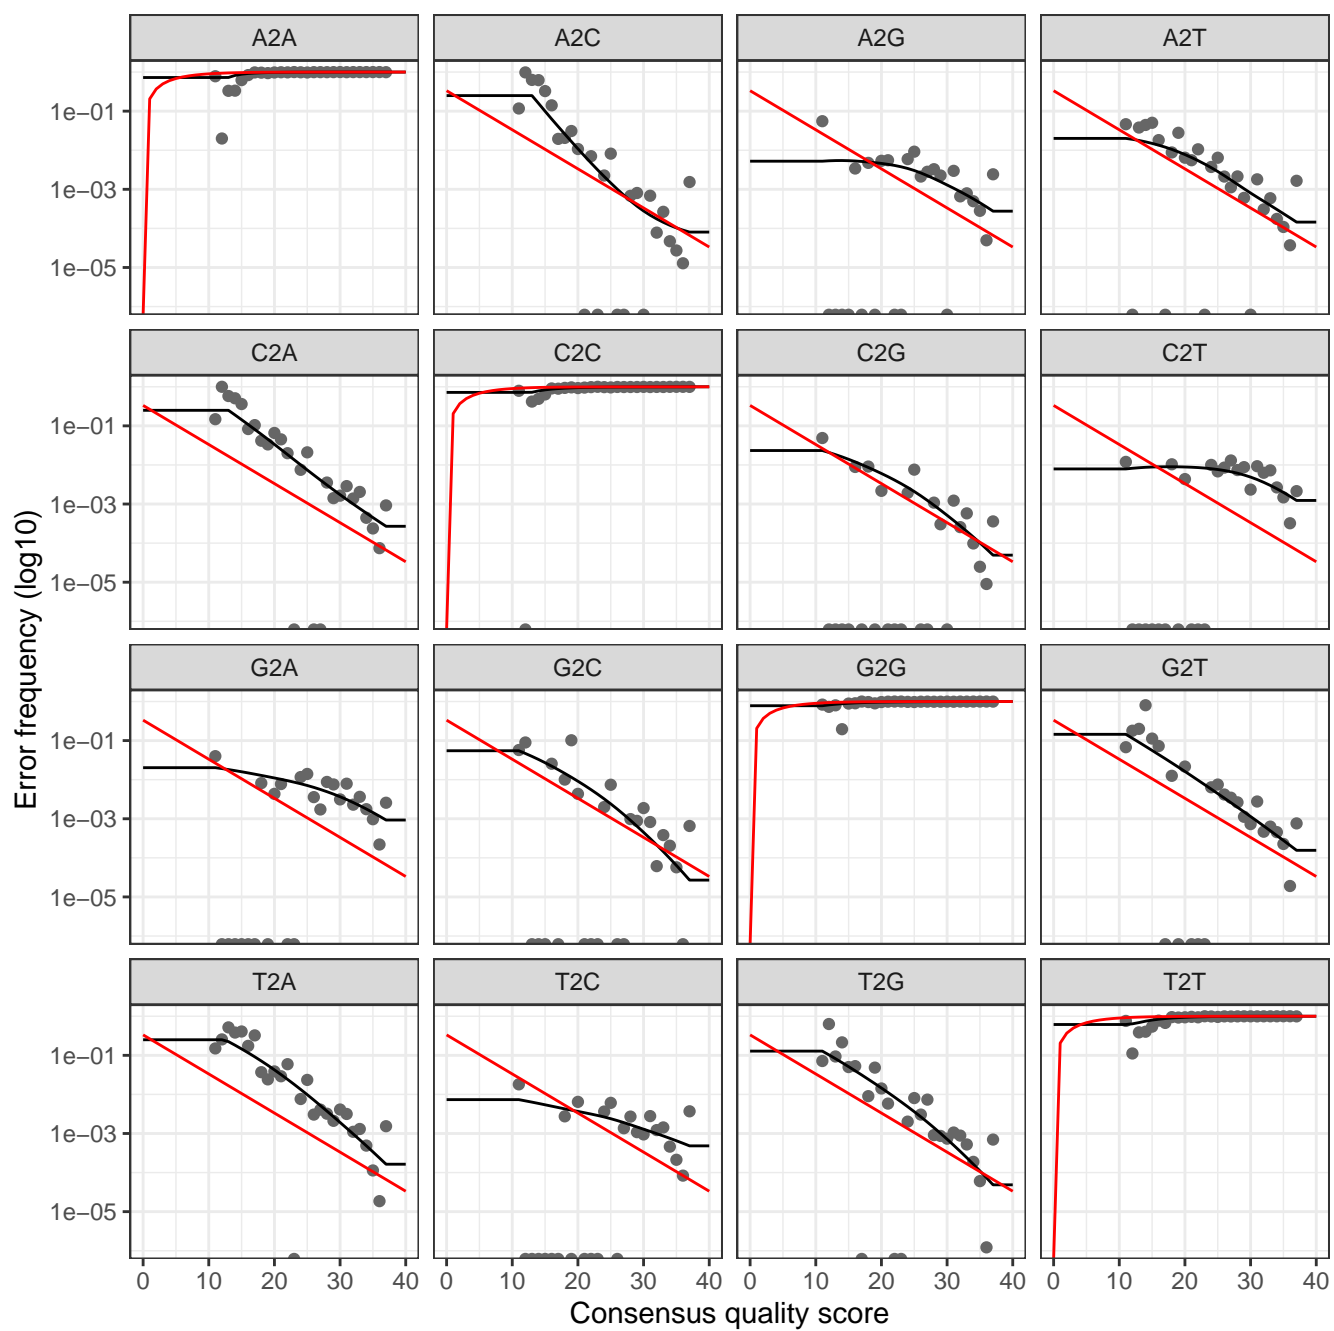 A2A A2C A2G A2T
1e−01
1e−03
1e−05
C2A C2C C2G C2T
1e−01
1e−03
1e−05
G2A G2C G2G G2T
1e−01
1e−03
1e−05
T2A T2C T2G T2T
1e−01
1e−03
1e−05
0 10 20 30 40 0 10 20 30 40 0 10 20 30 40 0 10 20 30 40
Consensus quality score
Error frequency (log10)